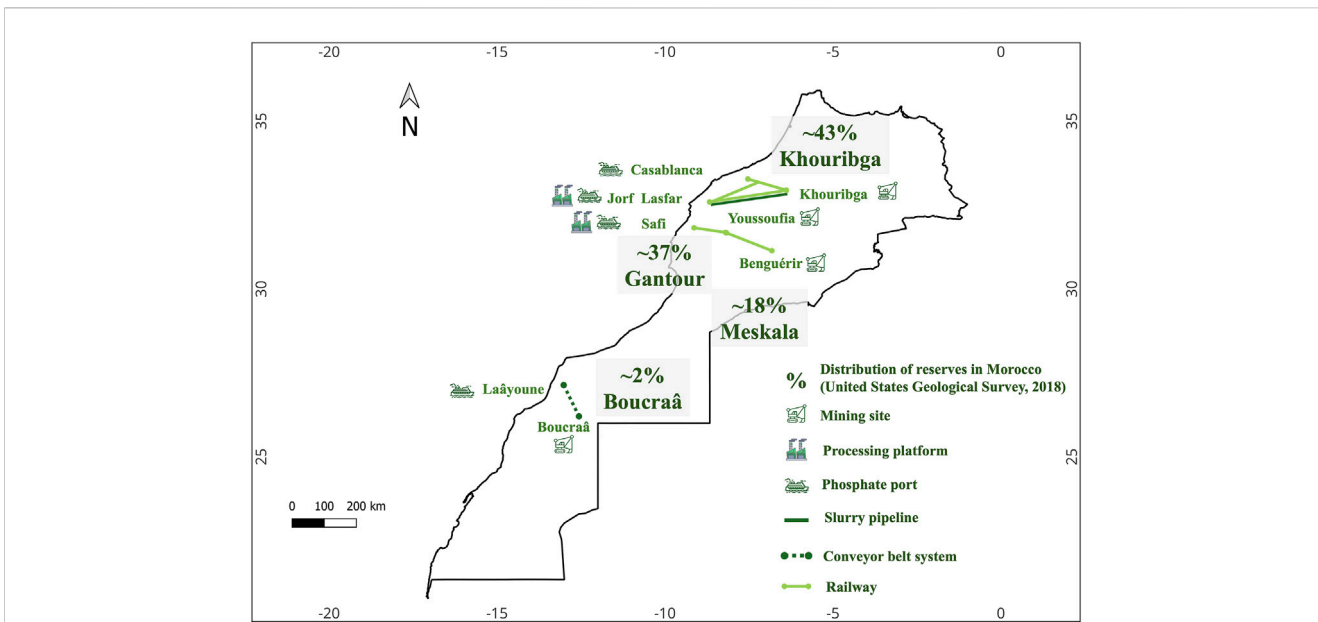 -20 -15 -10 -5 0
35 35
N
~43%
Khouribga
Casablanca
Jorf Lasfar
Khouribga
Youssoufia
Safi
~37%
Gantour
Benguérir
30 30
~18%
Meskala
~2%
Boucraâ
Laâyoune
Boucraâ
% Distribution of reserves in Morocco
(United States Geological Survey, 2018)
Mining site
Processing platform
25 25
Phosphate port
0 100 200 km
Slurry pipeline
Conveyor belt system
Railway
-20 -15 -10 -5 0